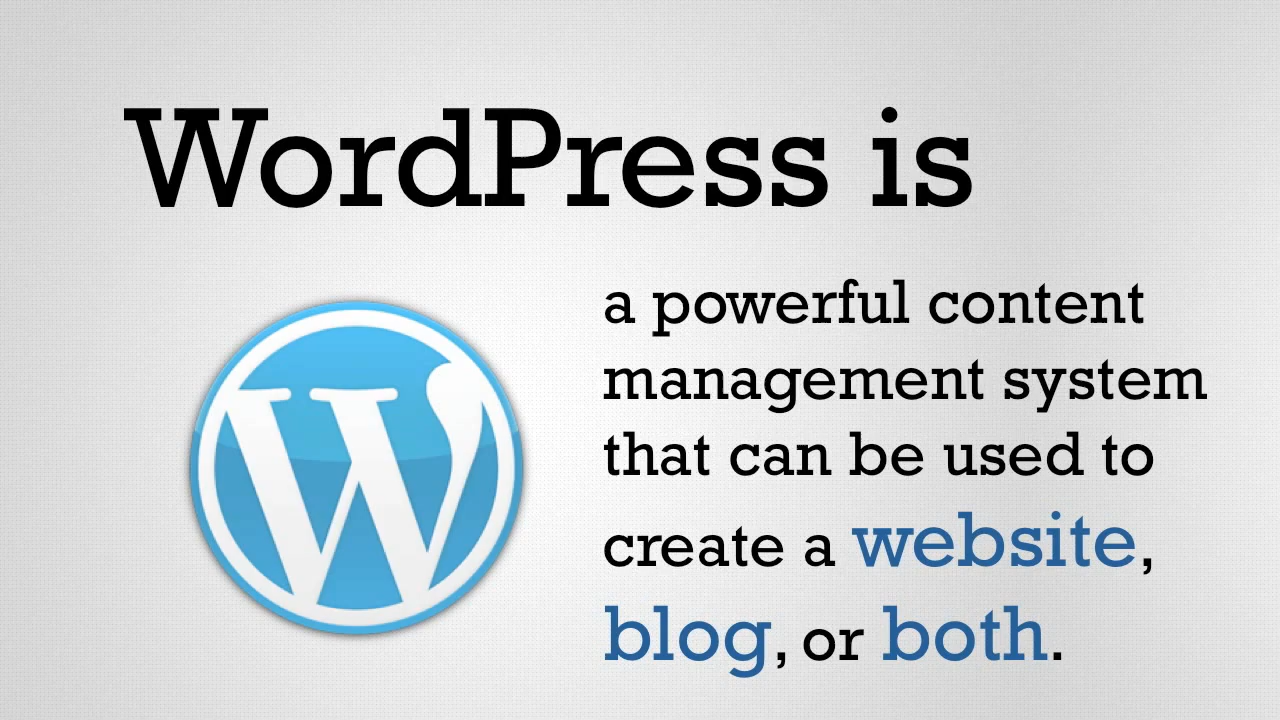 WordPress is
a powerful content
management system
that can be used to
create a website,
blog, or both.